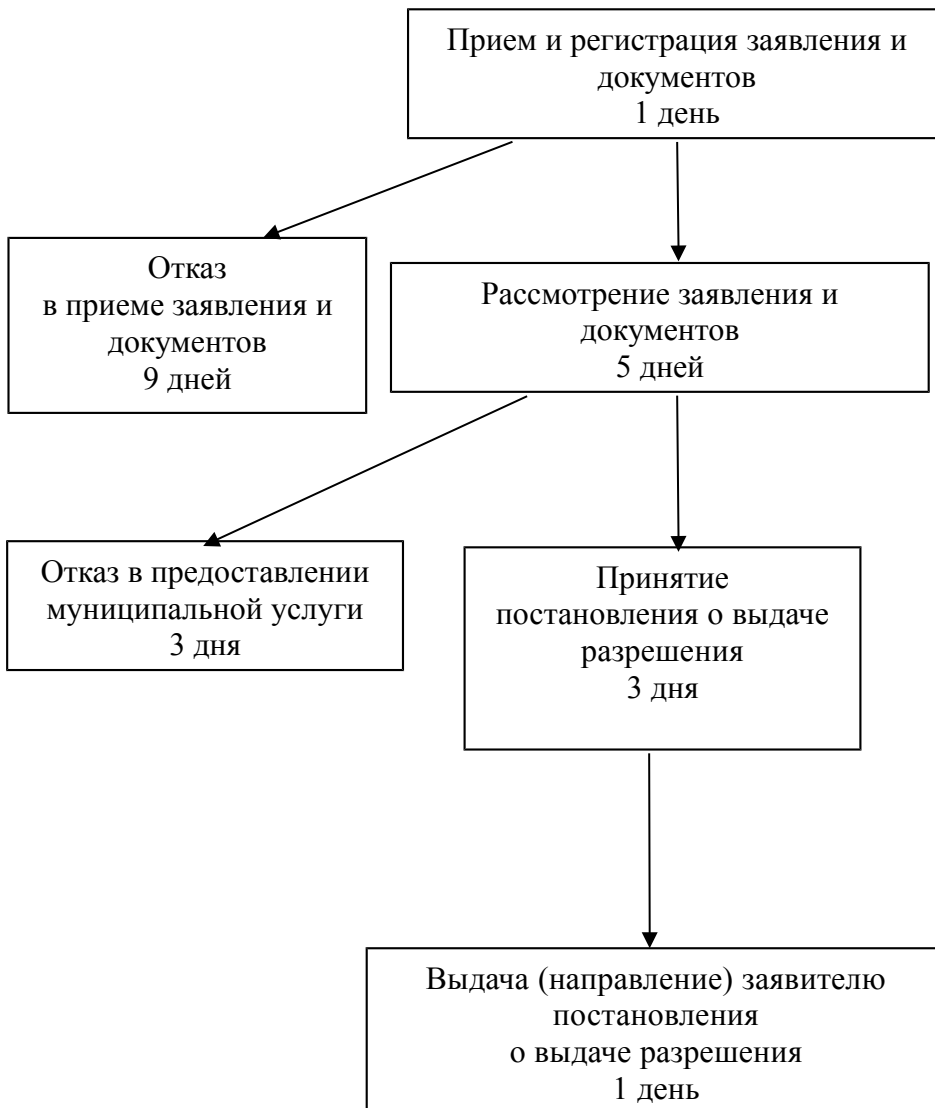 Прием и регистрация заявления и
документов
1 день
Отказ
в приеме заявления и
документов
9 дней
Рассмотрение заявления и
документов
5 дней
Отказ в предоставлении
муниципальной услуги
3 дня
Принятие
постановления о выдаче
разрешения
3 дня
Выдача (направление) заявителю
постановления
о выдаче разрешения
1 день